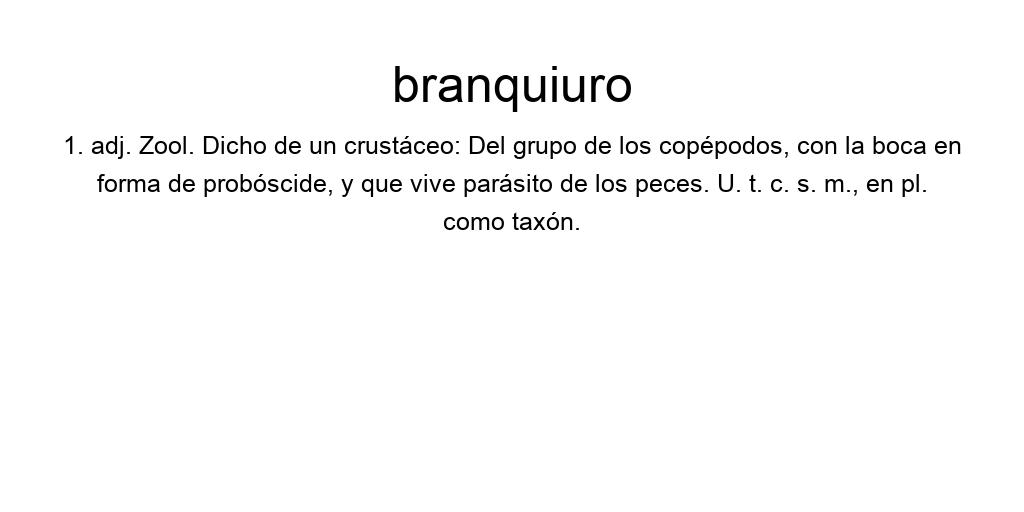 branquiuro
1. adj. Zool. Dicho de un crustáceo: Del grupo de los copépodos, con la boca en
forma de probóscide, y que vive parásito de los peces. U. t. c. s. m., en pl.
como taxón.